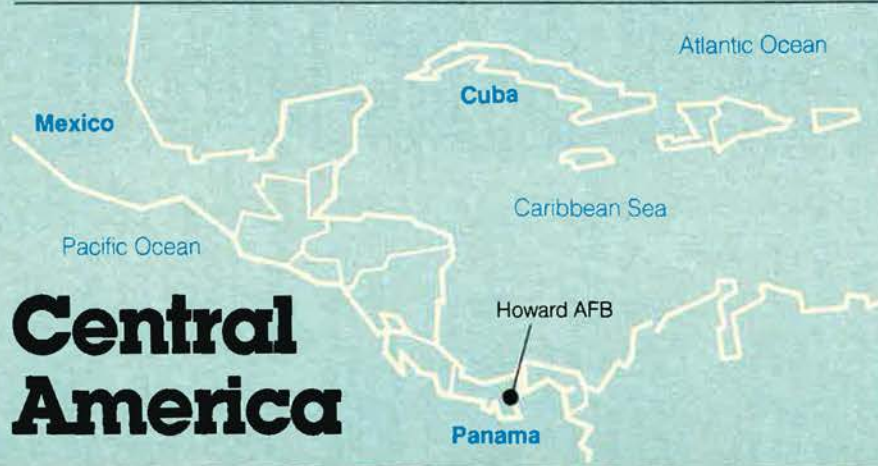 Atlantic Ocean
Cuba
Mexico
Caribbean Sea
Pacific Ocean
Howard AFB
Central
America
Panama